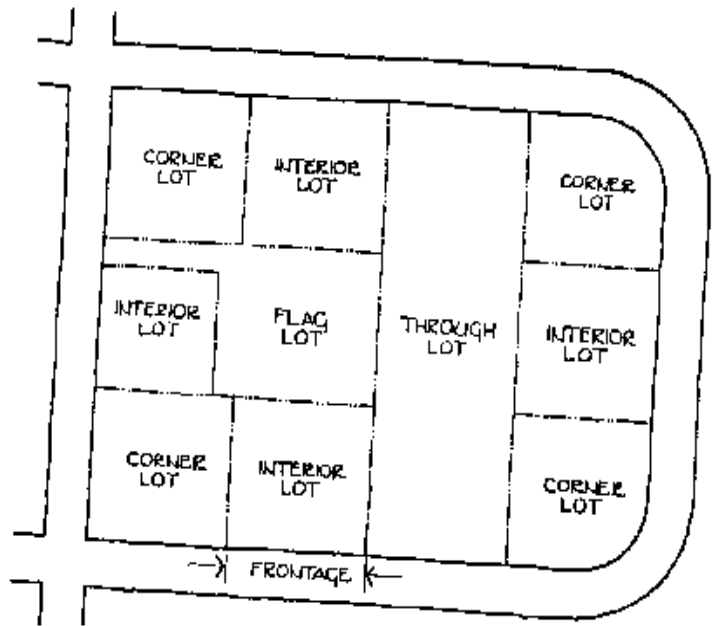 CORNER
LOT
INTERIOR
LOT
CORNER
LOT
INTERIOR
LOT
FLAG
LOT
THROUGH
LOT
INTERIOR
LOT
CORNER
LOT
INTERIOR
LOT
CORNER
LOT
FRONTAGE